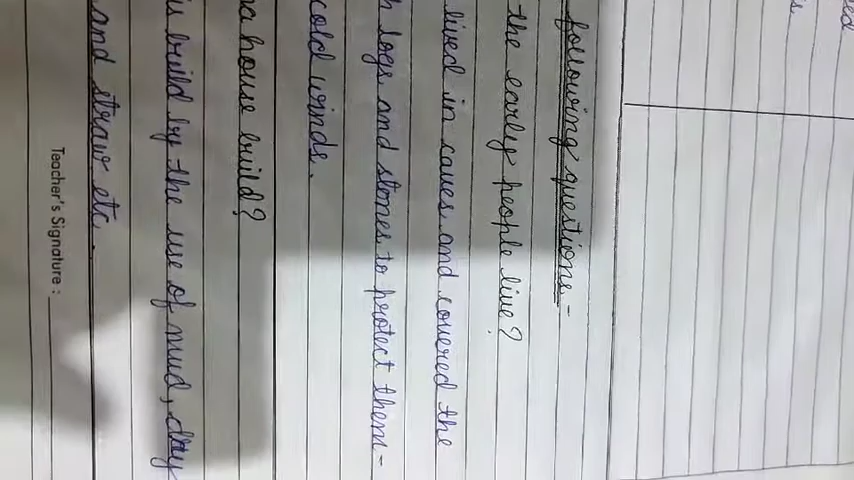 following questions-
the early people live?
lived in caves and covered the
h logs and stones to protect them-
cold winds.
a house build?
is build by the use of mud, clay
and straw etc.
Teacher's Signature :